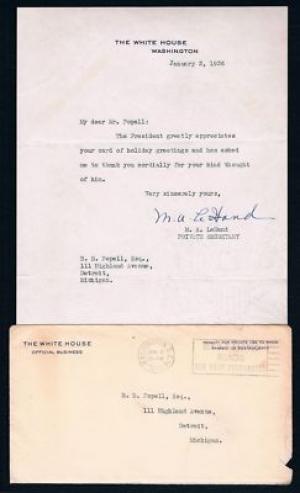 THE WHITE HOUSE
WASHINGTON
January 2, 1936
My dear Mr. Popell:
The President greatly appreciates
your card of holiday greetings and has asked
me to thank you cordially for your kind thought
of him.
Very sincerely yours,
M. A. LeHand
M. A. LeHand
PRIVATE SECRETARY
Esq.,
111 Highland Avenue,
Detroit,
Michigan.
THE WHITE HOUSE
OFFICIAL BUSINESS
Esq.,
111 Highland Avenue,
Detroit,
Michigan.